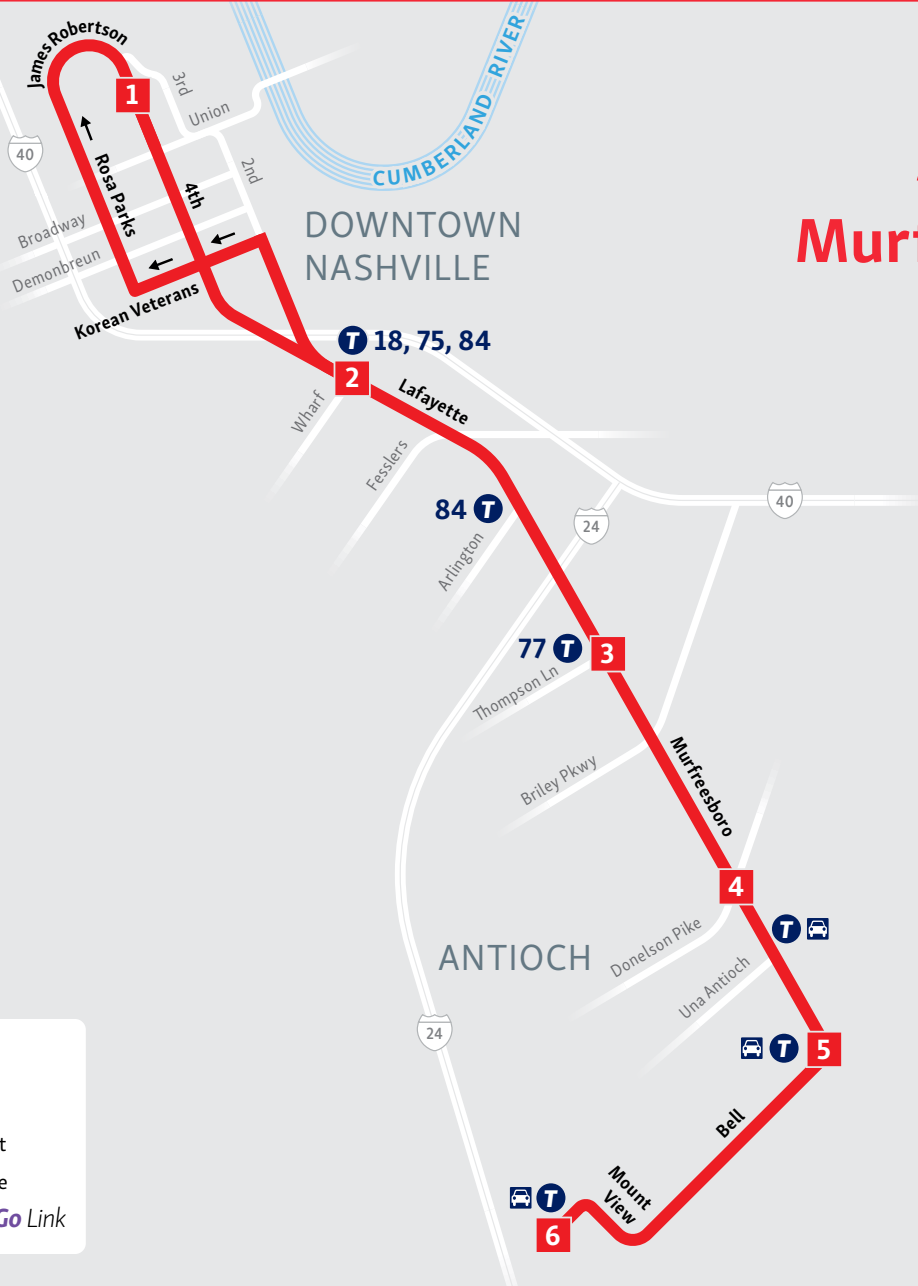 James Robertson
3rd
1
Union
40
2nd
CUMBERLAND RIVER
Rosa Parks
4th
Broadway
DOWNTOWN
NASHVILLE
Demonbreun
Korean Veterans
T 18, 75, 84
2
Lafayette
Wharf
Fesslers
84 T
40
24
Arlington
77 T
3
Thompson Ln
Murfreesboro
Briley Pkwy
4
T
Donelson Pike
ANTIOCH
Una Antioch
24
T
5
Bell
Mount
View
T
6
t
e
Go Link